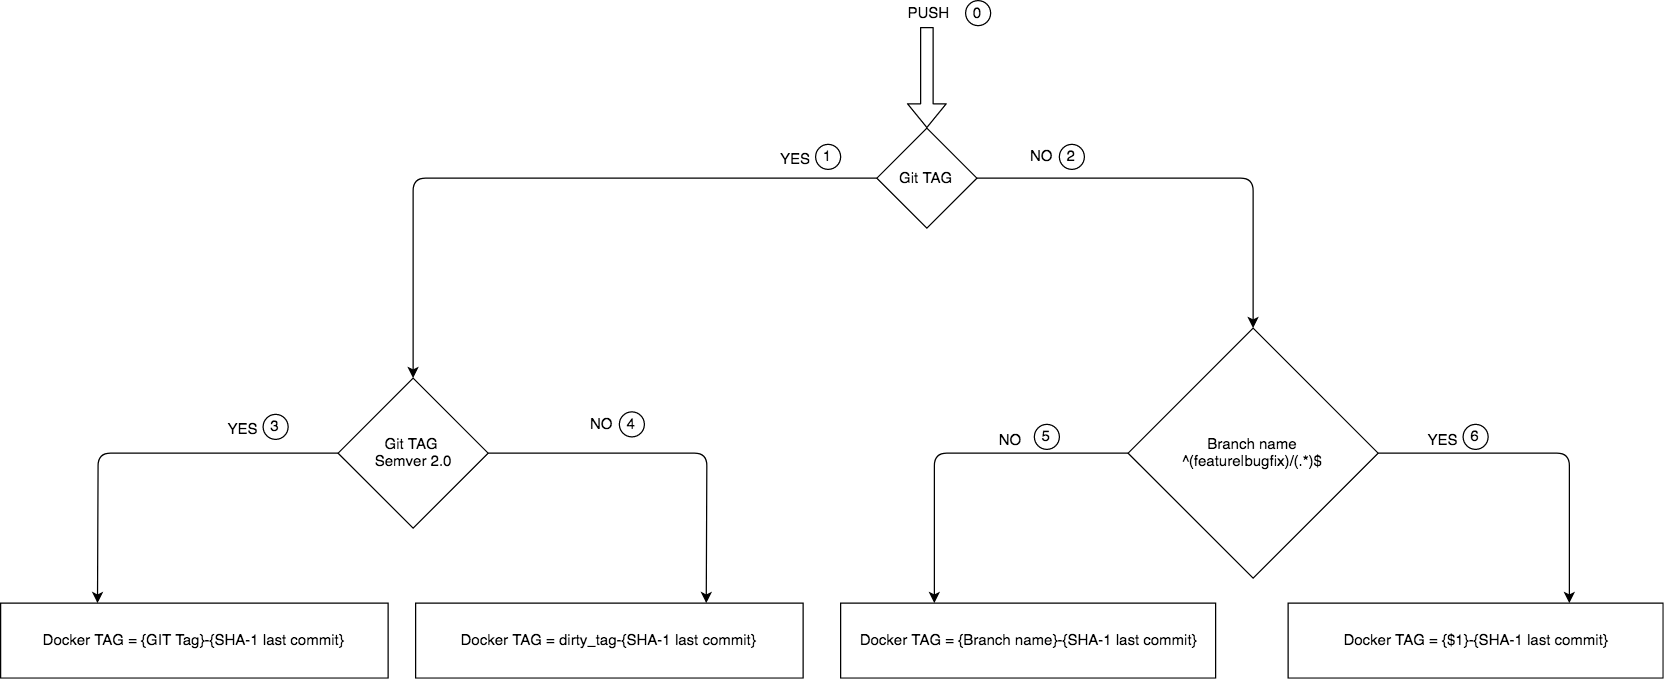 PUSH 0
YES 1
NO 2
Git TAG
YES 3
NO 4
Git TAG
Semver 2.0
NO 5
YES 6
Branch name
^(feature|bugfix)/(.*)$
Docker TAG = {GIT Tag}-{SHA-1 last commit}
Docker TAG = dirty_tag-{SHA-1 last commit}
Docker TAG = {Branch name}-{SHA-1 last commit}
Docker TAG = {$1}-{SHA-1 last commit}